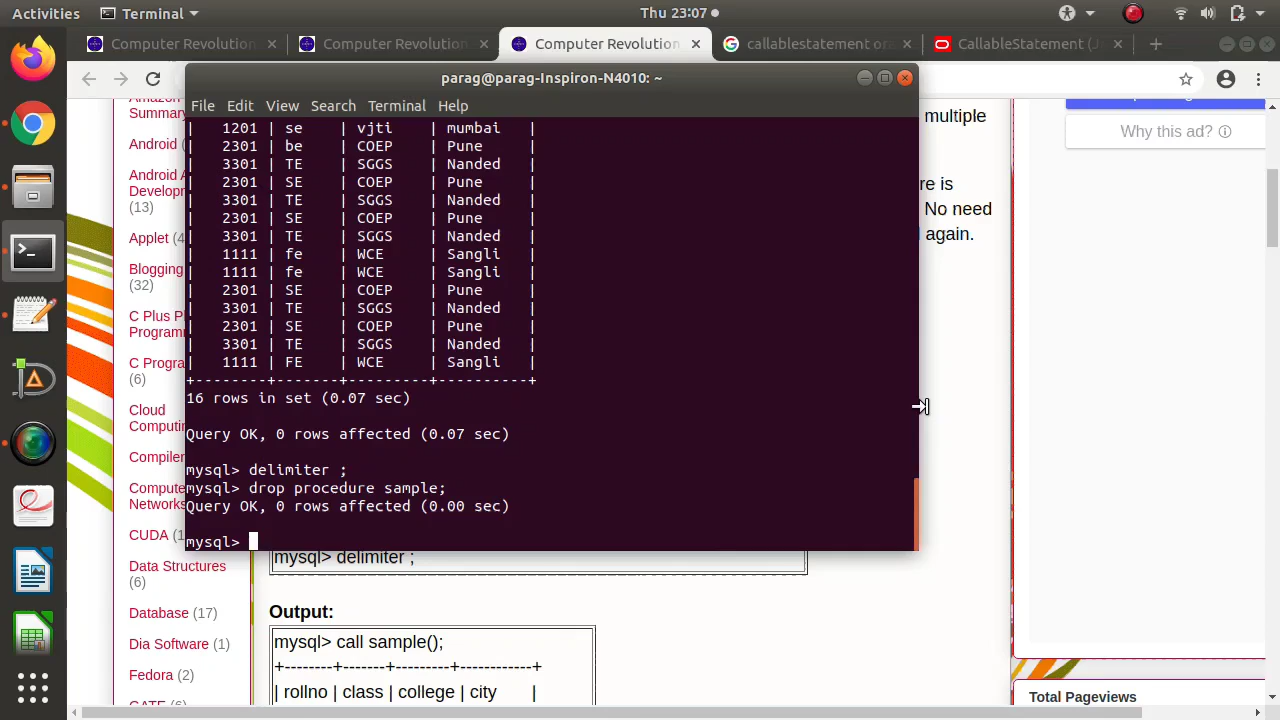 Activities Terminal Thu 23:07
Computer Revolution Computer Revolution Computer Revolution callablestatement ora CallableStatement (J
parag@parag-Inspiron-N4010: ~
File Edit View Search Terminal Help
| 1201 | se | vjti | mumbai |
| 2301 | be | COEP | Pune |
| 3301 | TE | SGGS | Nanded |
| 2301 | SE | COEP | Pune |
| 3301 | TE | SGGS | Nanded |
| 2301 | SE | COEP | Pune |
| 3301 | TE | SGGS | Nanded |
| 1111 | fe | WCE | Sangli |
| 1111 | fe | WCE | Sangli |
| 2301 | SE | COEP | Pune |
| 3301 | TE | SGGS | Nanded |
| 2301 | SE | COEP | Pune |
| 3301 | TE | SGGS | Nanded |
| 1111 | FE | WCE | Sangli |
+--------+-------+---------+----------+
16 rows in set (0.07 sec)
Query OK, 0 rows affected (0.07 sec)
mysql> delimiter ;
mysql> drop procedure sample;
Query OK, 0 rows affected (0.00 sec)
mysql>
Summary
Android
Android A
Develop
(13)
Applet (4
Blogging
(32)
C Plus Pl
Program
C Progra
(6)
Cloud
Computi
Compiler
Compute
Networks
CUDA (1
Data Structures
(6)
Database (17)
Dia Software (1)
Fedora (2)
multiple
re is
No need
again.
mysql> delimiter ;
Output:
mysql> call sample();
+--------+-------+---------+------------+
| rollno | class | college | city |
Why this ad?
Total Pageviews